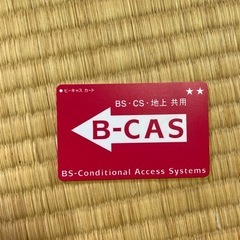 ● ビーキャス カード
★★
BS・CS・地上 共用
B-CAS
BS-Conditional Access Systems